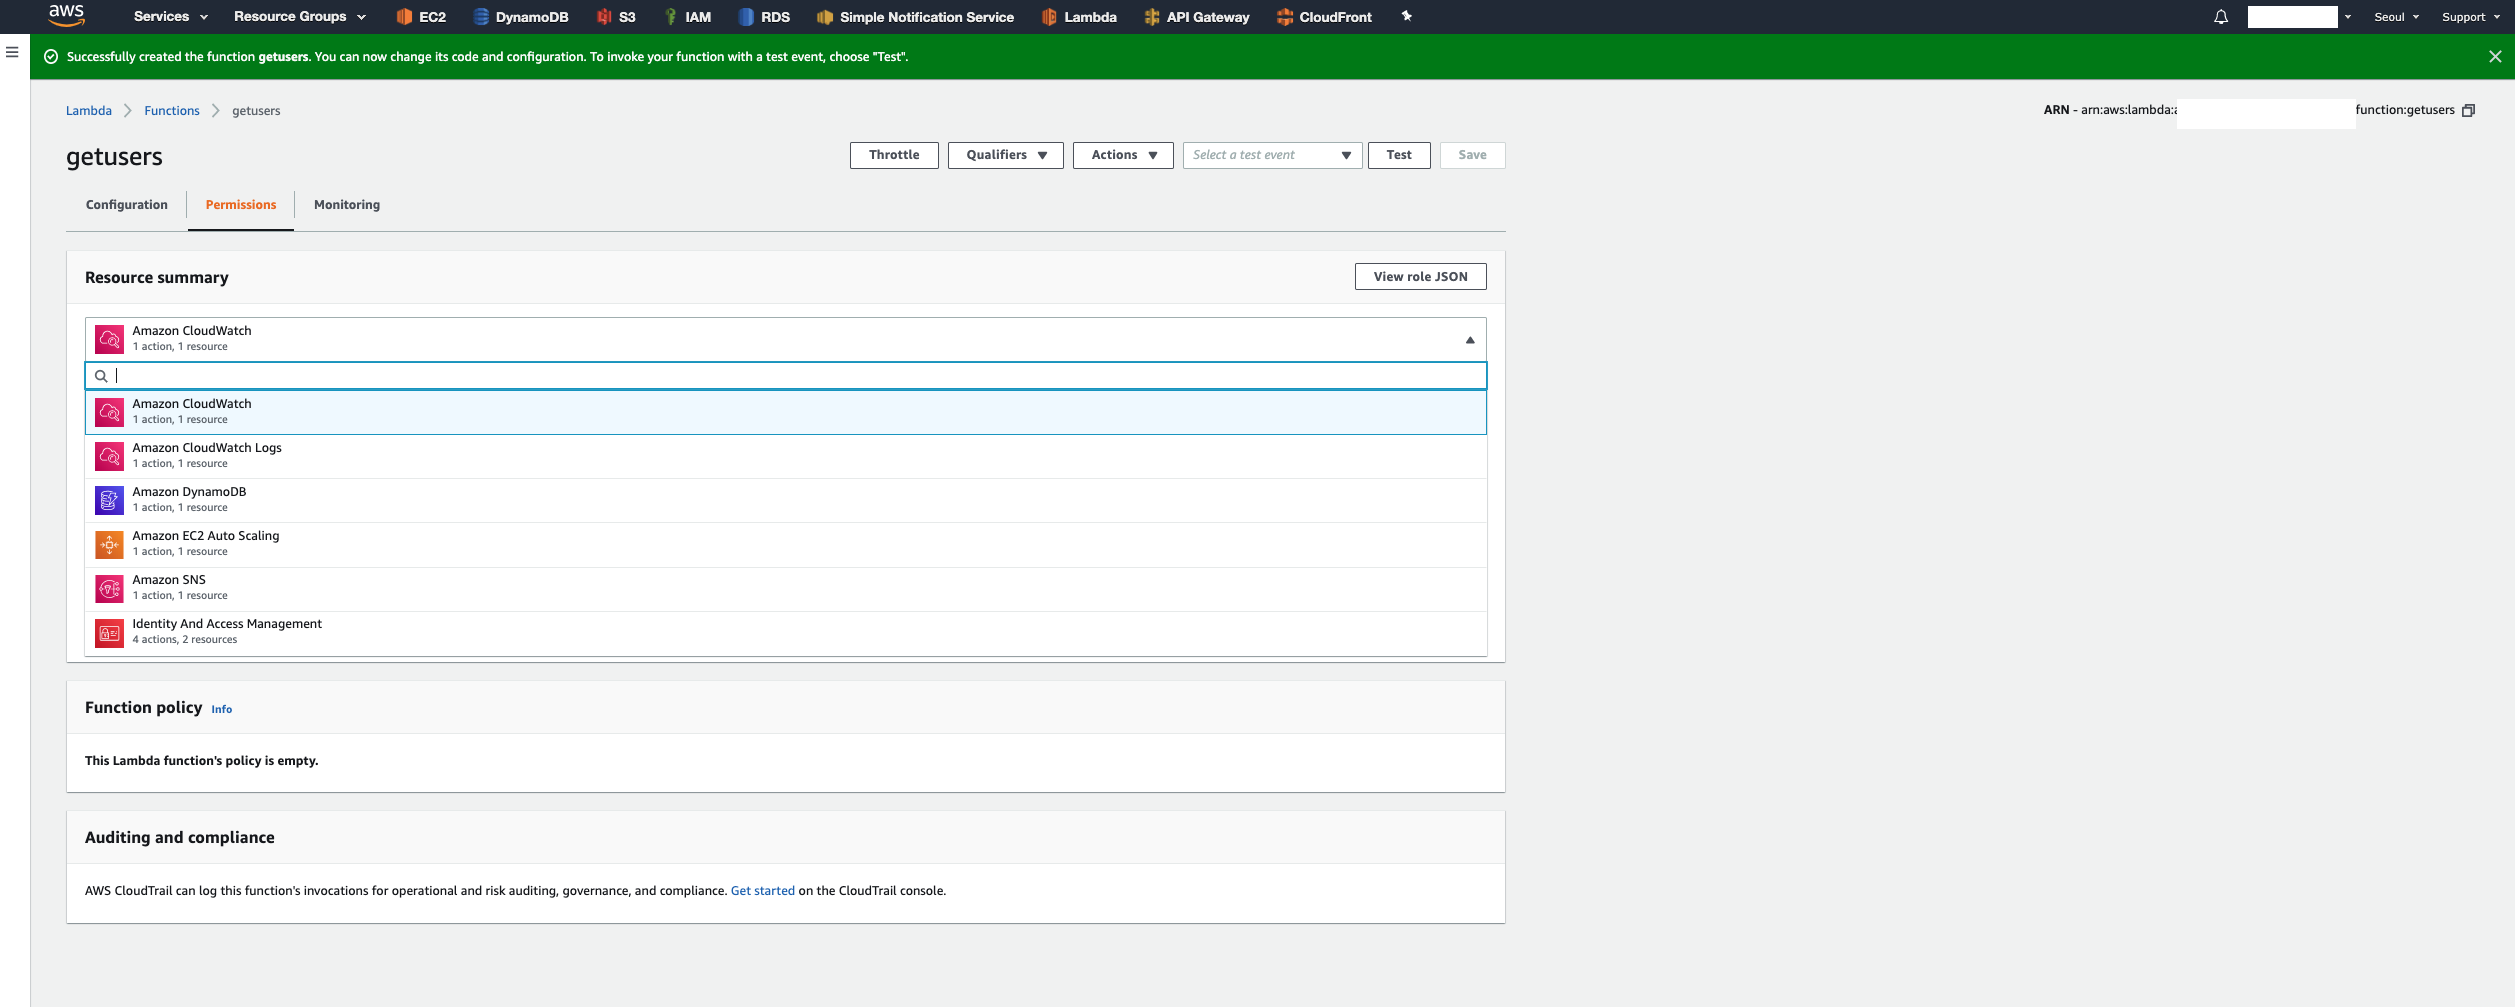 aws Services Resource Groups EC2 DynamoDB S3 IAM RDS Simple Notification Service Lambda API Gateway CloudFront Seoul Support
Successfully created the function getusers. You can now change its code and configuration. To invoke your function with a test event, choose "Test".
Lambda Functions getusers ARN - arn:aws:lambda:a function:getusers
getusers Throttle Qualifiers Actions Select a test event Test Save
Configuration Permissions Monitoring
Resource summary View role JSON
Amazon CloudWatch
1 action, 1 resource
Amazon CloudWatch
1 action, 1 resource
Amazon CloudWatch Logs
1 action, 1 resource
Amazon DynamoDB
1 action, 1 resource
Amazon EC2 Auto Scaling
1 action, 1 resource
Amazon SNS
1 action, 1 resource
Identity And Access Management
4 actions, 2 resources
Function policy Info
This Lambda function's policy is empty.
Auditing and compliance
AWS CloudTrail can log this function's invocations for operational and risk auditing, governance, and compliance. Get started on the CloudTrail console.